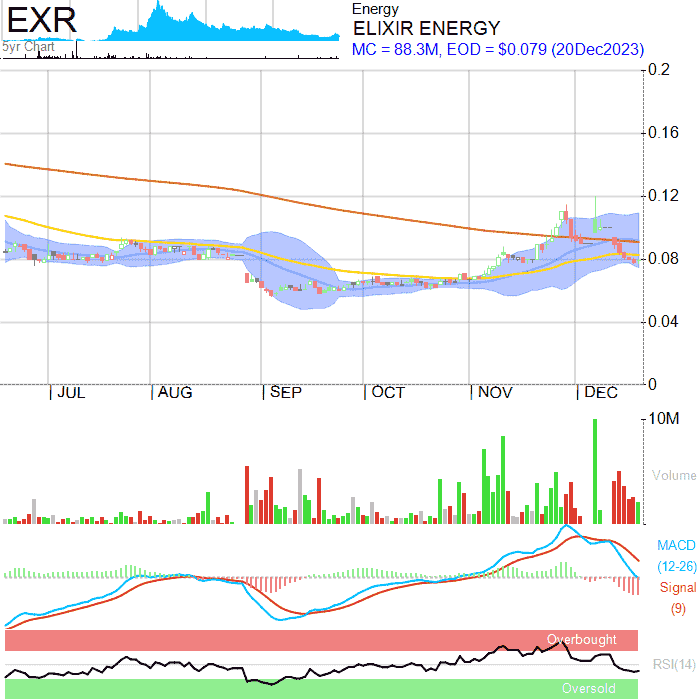 EXR
5yr Chart
Energy
ELIXIR ENERGY
MC = 88.3M, EOD = $0.079 (20Dec2023)
0.2
0.16
0.12
0.08
0.04
0
JUL AUG SEP OCT NOV DEC
10M
Volume
MACD
(12-26)
Signal
(9)
Overbought
RSI(14)
Oversold